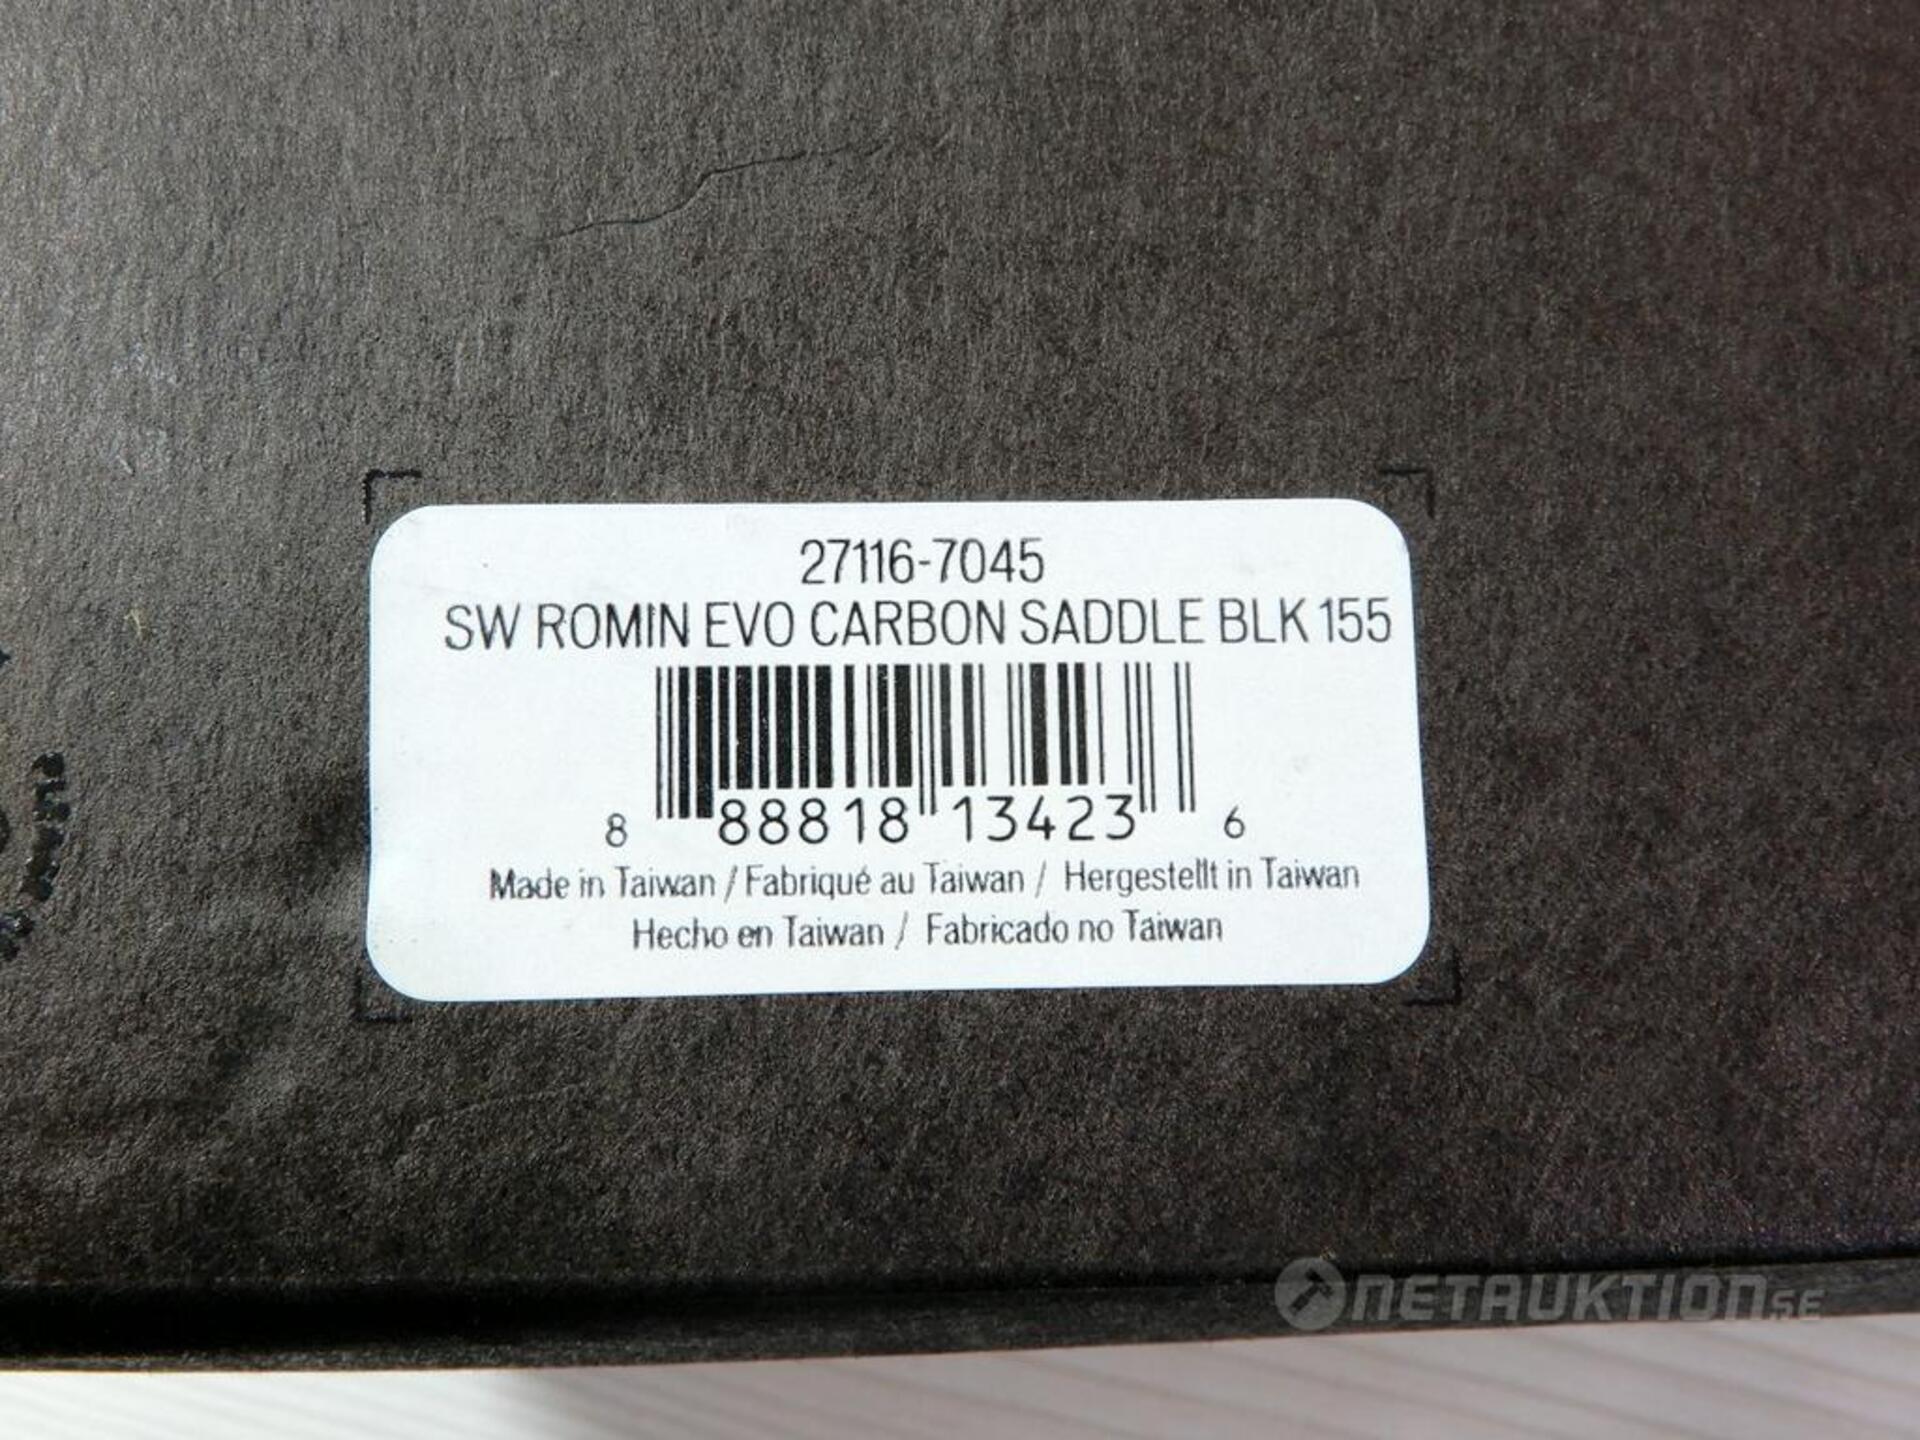 27116-7045
SW ROMIN EVO CARBON SADDLE BLK 155
8 88818 13423 6
Made in Taiwan / Fabriqué au Taiwan / Hergestellt in Taiwan
Hecho en Taiwan / Fabricado no Taiwan
NETAUKTION.SE